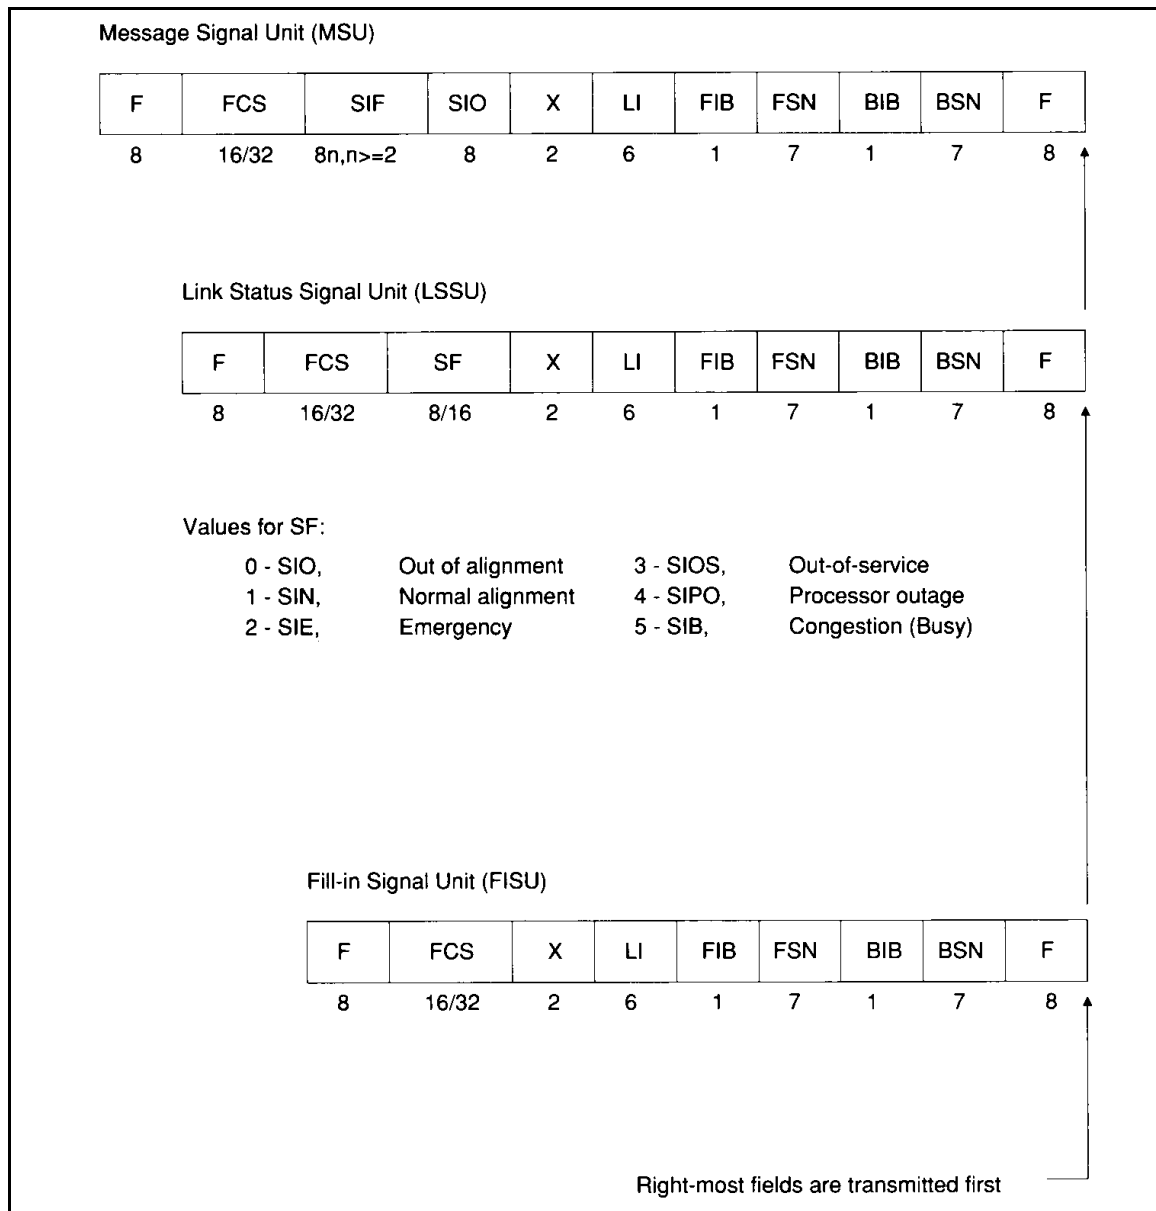 Message Signal Unit (MSU)
F FCS SIF SIO X LI FIB FSN BIB BSN F
8 16/32 8n,n>=2 8 2 6 1 7 1 7 8
Link Status Signal Unit (LSSU)
F FCS SF X LI FIB FSN BIB BSN F
8 16/32 8/16 2 6 1 7 1 7 8
Values for SF:
0 - SIO, Out of alignment 3 - SIOS, Out-of-service
1 - SIN, Normal alignment 4 - SIPO, Processor outage
2 - SIE, Emergency 5 - SIB, Congestion (Busy)
Fill-in Signal Unit (FISU)
F FCS X LI FIB FSN BIB BSN F
8 16/32 2 6 1 7 1 7 8
Right-most fields are transmitted first